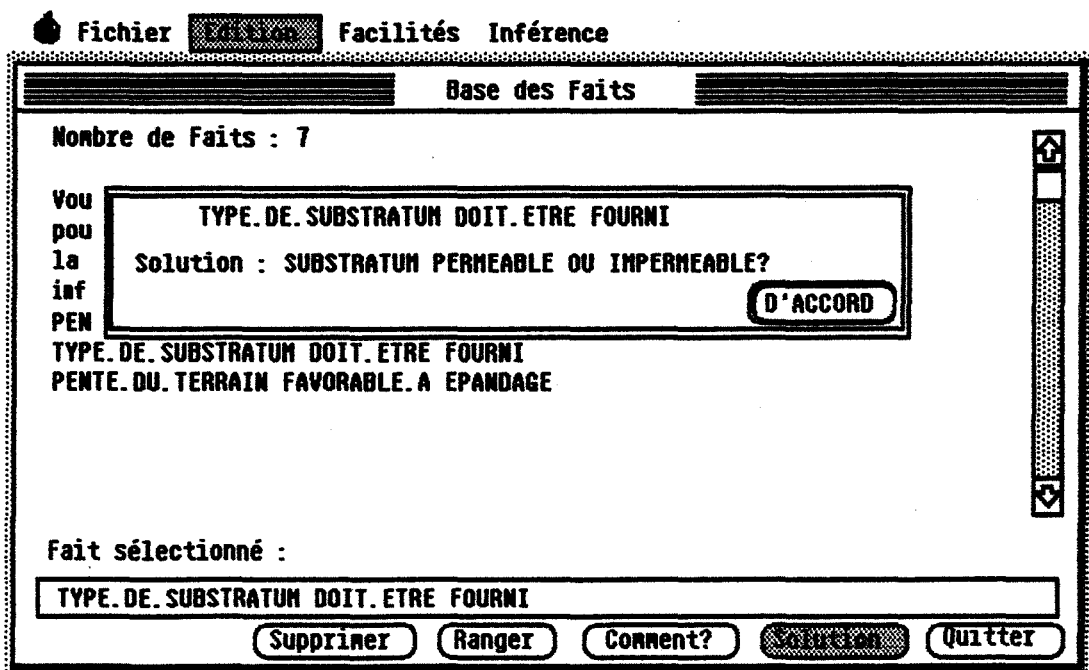 Fichier Edition Facilités Inférence
Base des Faits
Nombre de Faits : 7
Vou
pou
la
inf
PEN
TYPE.DE.SUBSTRATUM DOIT.ETRE FOURNI
Solution : SUBSTRATUM PERMEABLE OU IMPERMEABLE?
D'ACCORD
TYPE.DE.SUBSTRATUM DOIT.ETRE FOURNI
PENTE.DU.TERRAIN FAVORABLE.A EPANDAGE
Fait sélectionné :
TYPE.DE.SUBSTRATUM DOIT.ETRE FOURNI
Supprimer Ranger Comment? Solution Quitter